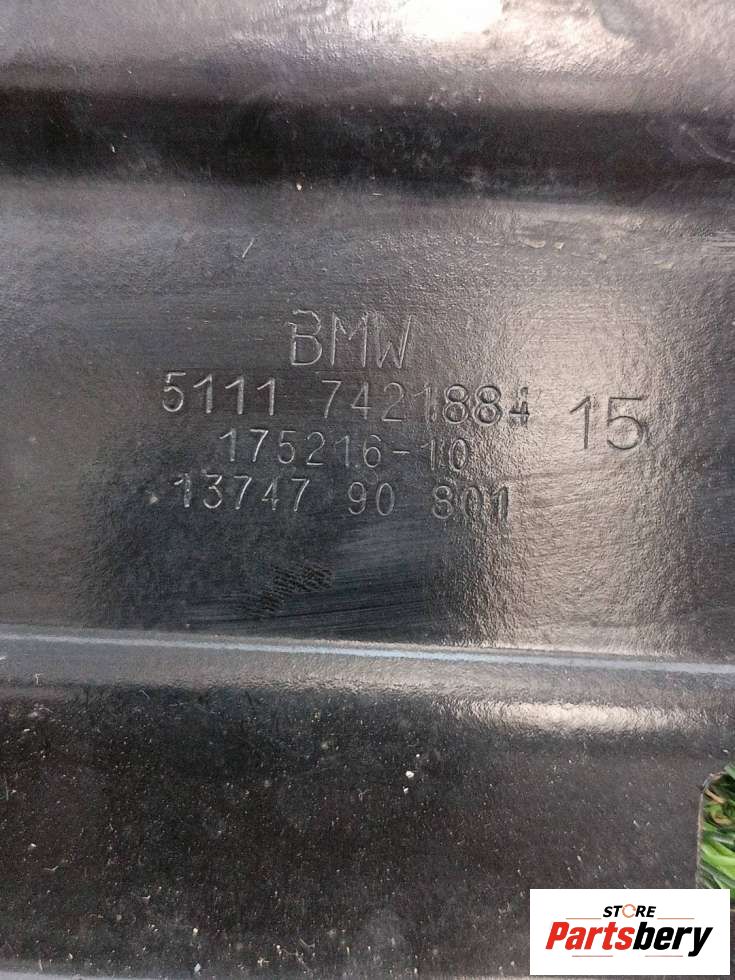 BMW
5111 7421884 15
175216-10
13747 90 801
STORE
Partsbery